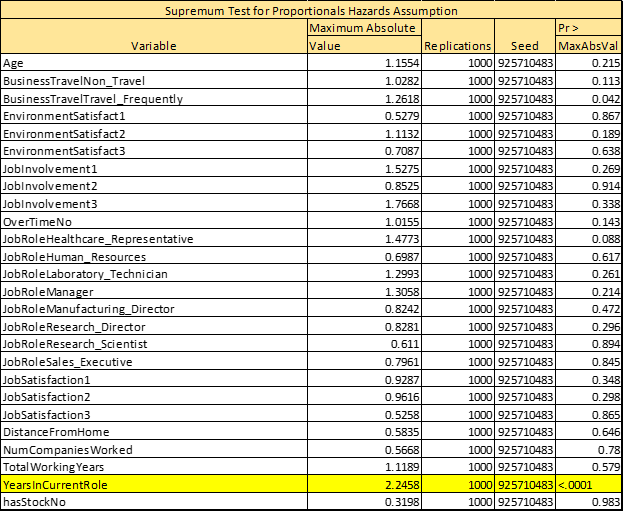 Supremum Test for Proportionals Hazards Assumption
Variable Maximum Absolute Value Replications Seed Pr > MaxAbsVal
Age 1.1554 1000 925710483 0.215
BusinessTravelNon_Travel 1.0282 1000 925710483 0.113
BusinessTravelTravel_Frequently 1.2618 1000 925710483 0.042
EnvironmentSatisfact1 0.5279 1000 925710483 0.867
EnvironmentSatisfact2 1.1132 1000 925710483 0.189
EnvironmentSatisfact3 0.7087 1000 925710483 0.638
JobInvolvement1 1.5275 1000 925710483 0.269
JobInvolvement2 0.8525 1000 925710483 0.914
JobInvolvement3 1.7668 1000 925710483 0.338
OverTimeNo 1.0155 1000 925710483 0.143
JobRoleHealthcare_Representative 1.4773 1000 925710483 0.088
JobRoleHuman_Resources 0.6987 1000 925710483 0.617
JobRoleLaboratory_Technician 1.2993 1000 925710483 0.261
JobRoleManager 1.3058 1000 925710483 0.214
JobRoleManufacturing_Director 0.8242 1000 925710483 0.472
JobRoleResearch_Director 0.8281 1000 925710483 0.296
JobRoleResearch_Scientist 0.611 1000 925710483 0.894
JobRoleSales_Executive 0.7961 1000 925710483 0.845
JobSatisfaction1 0.9287 1000 925710483 0.348
JobSatisfaction2 0.9616 1000 925710483 0.298
JobSatisfaction3 0.5258 1000 925710483 0.865
DistanceFromHome 0.5835 1000 925710483 0.646
NumCompaniesWorked 0.5668 1000 925710483 0.78
TotalWorkingYears 1.1189 1000 925710483 0.579
YearsInCurrentRole 2.2458 1000 925710483 <.0001
hasStockNo 0.3198 1000 925710483 0.983